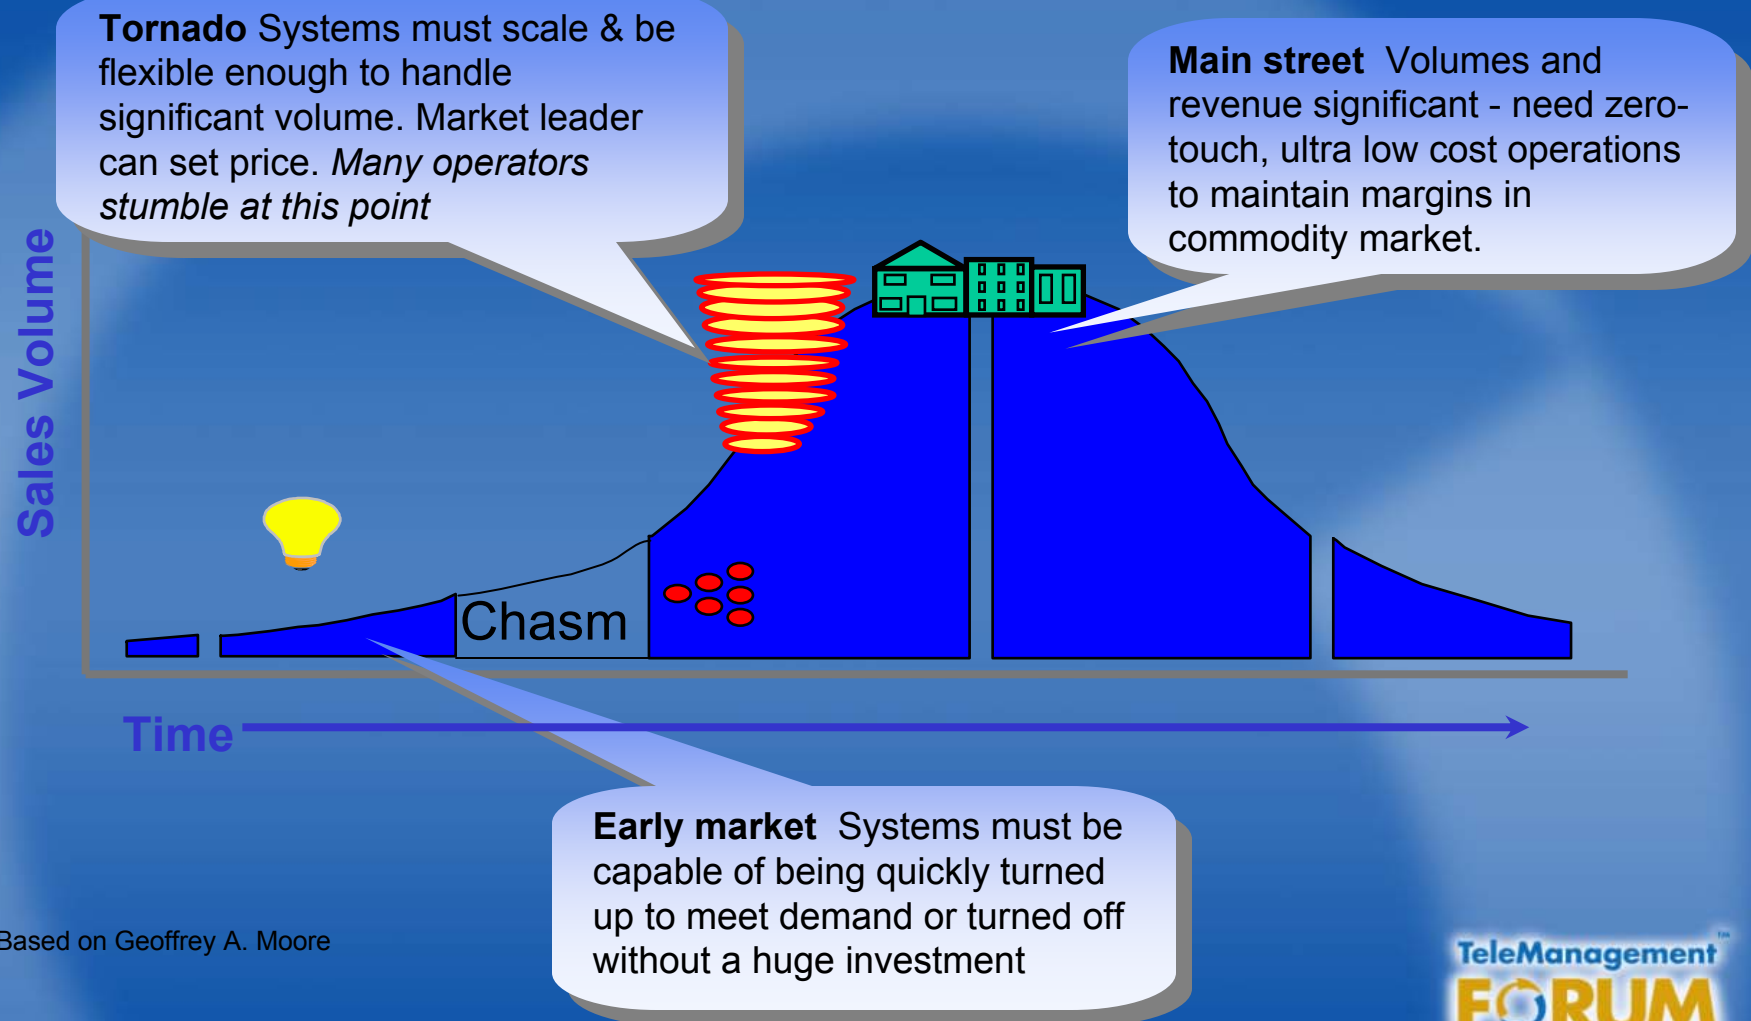 Tornado Systems must scale & be
flexible enough to handle
significant volume. Market leader
can set price. Many operators
stumble at this point
Main street Volumes and
revenue significant - need zero-
touch, ultra low cost operations
to maintain margins in
commodity market.
Sales Volume
Chasm
Time
Early market Systems must be
capable of being quickly turned
up to meet demand or turned off
without a huge investment
Based on Geoffrey A. Moore
TeleManagement™
FORUM